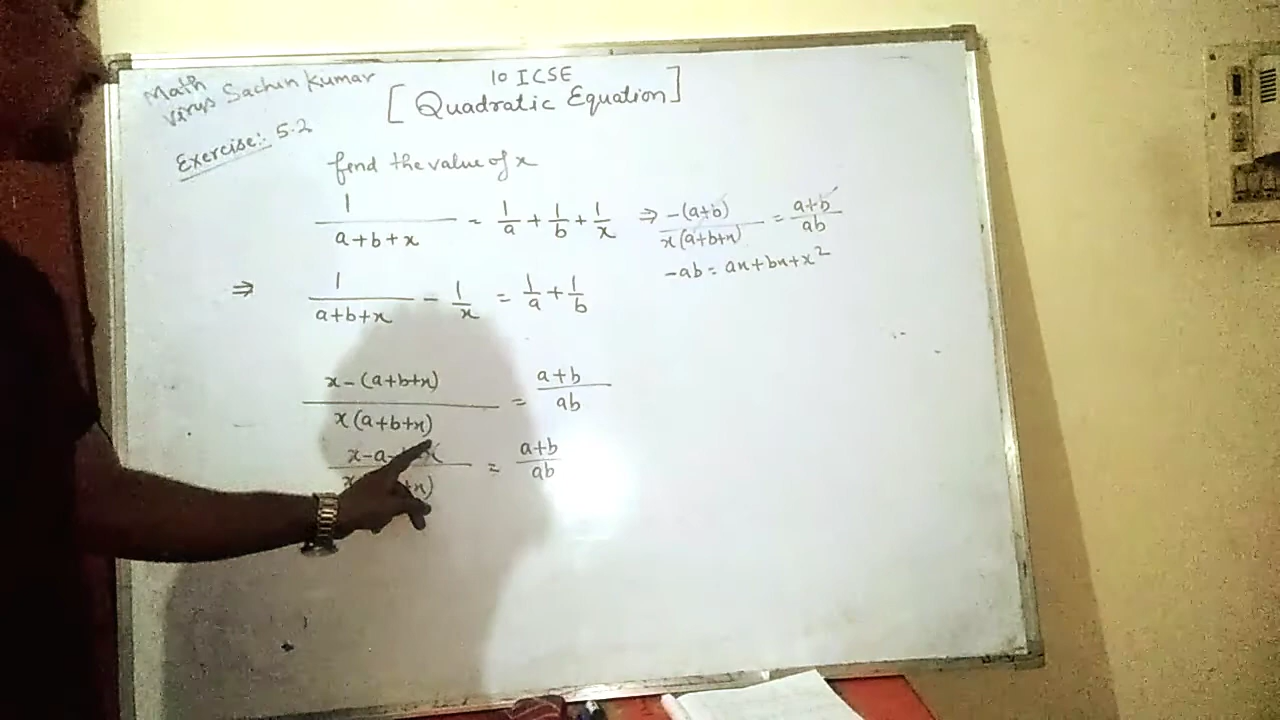 Math
Virus Sachin Kumar
10 ICSE
[ Quadratic Equation ]
Exercise:- 5.2
fend the value of x
1/(a+b+x) = 1/a + 1/b + 1/x
⇒ 1/(a+b+x) - 1/x = 1/a + 1/b
(x-(a+b+x))/(x(a+b+x)) = (a+b)/(ab)
x-a- = (a+b)/(ab)
⇒ (-(a+b))/(x(a+b+x)) = (a+b)/(ab)
-ab = ax+bx+x²